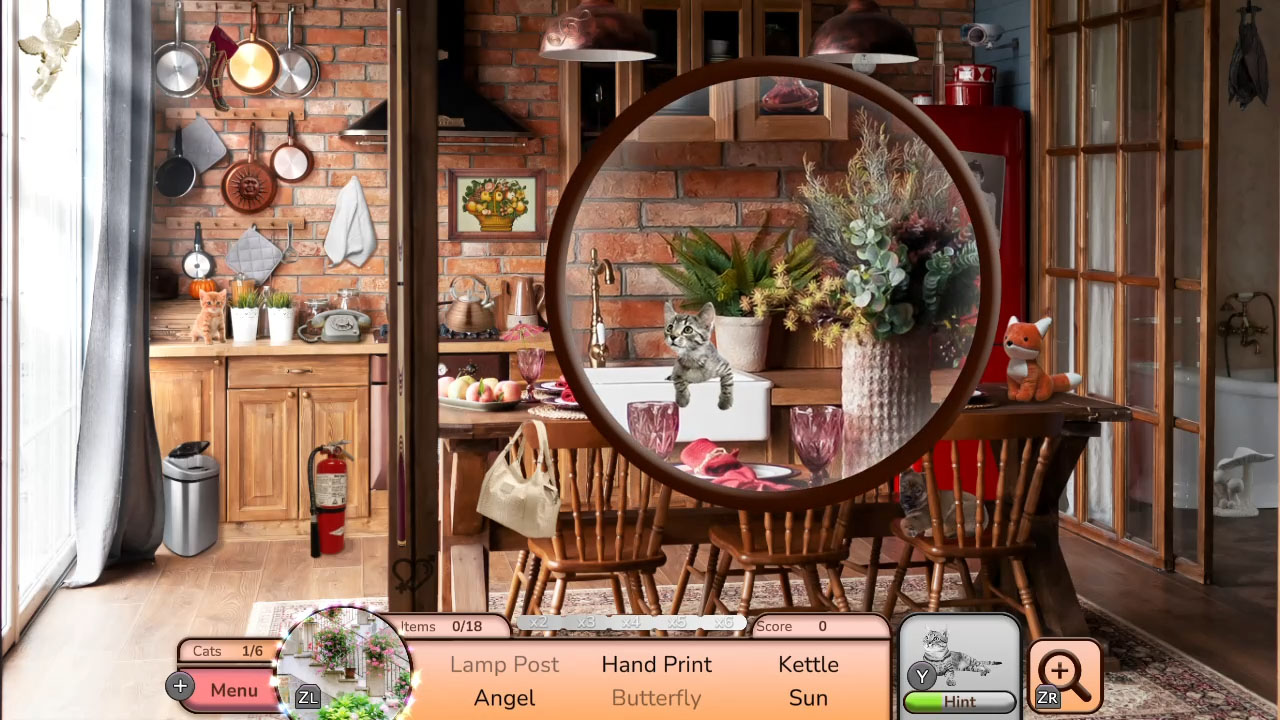 Items 0/18
x2 x3 x4 x5 x6
Score 0
Cats 1/6
Lamp Post Hand Print Kettle
Y
+ Menu
ZL
Angel Butterfly Sun
Hint
ZR